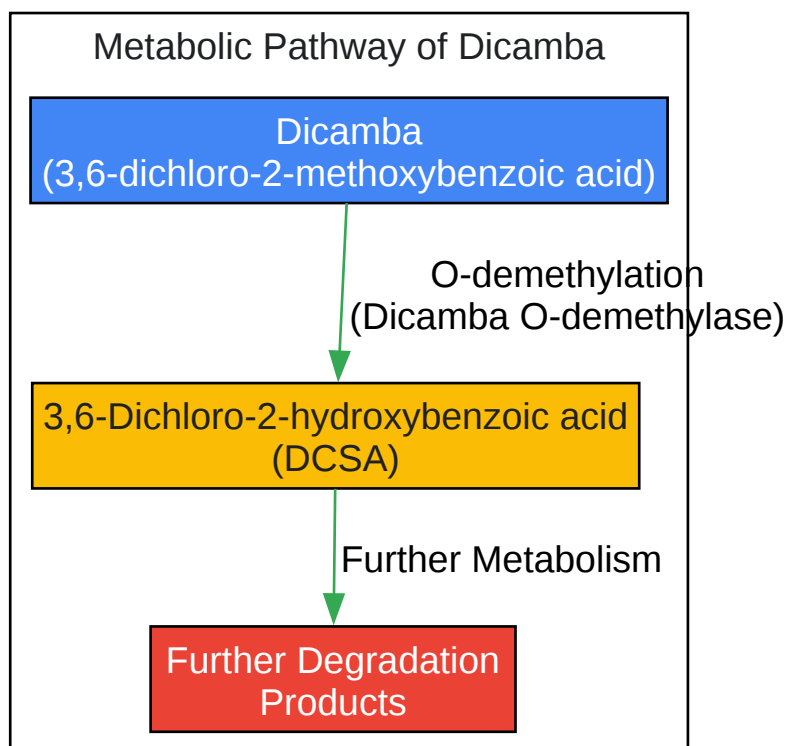 Metabolic Pathway of Dicamba
Dicamba
(3,6-dichloro-2-methoxybenzoic acid)
O-demethylation
(Dicamba O-demethylase)
3,6-Dichloro-2-hydroxybenzoic acid
(DCSA)
Further Metabolism
Further Degradation
Products